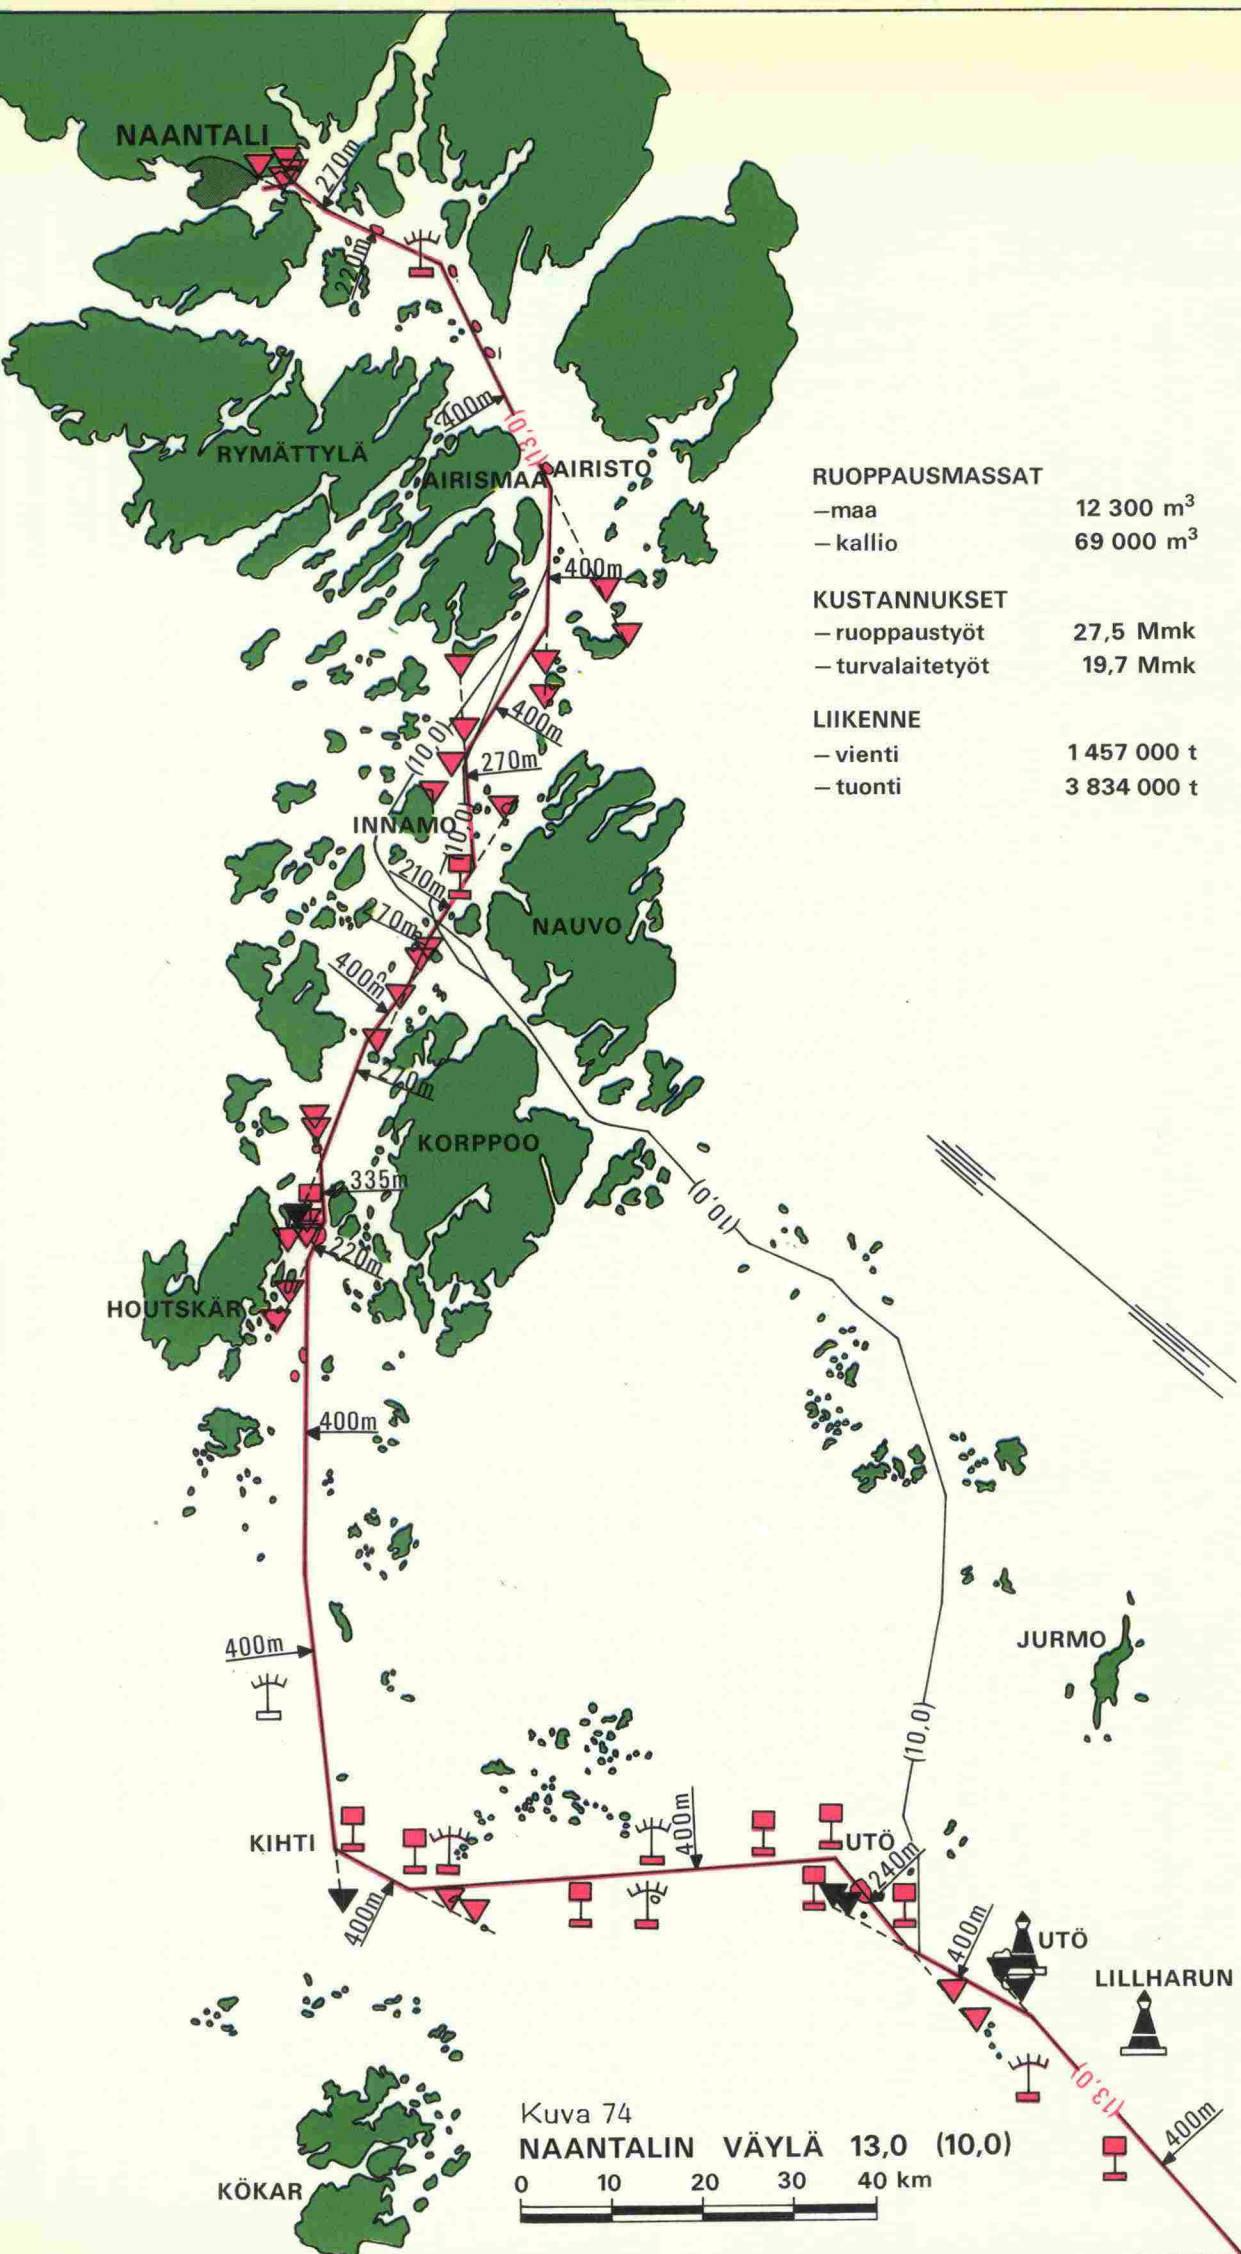 NAANTALI
270m
220m
400m
(13,0)
RYMÄTTYLÄ
AIRISMAA
AIRISTO
400m
RUOPPAUSMASSAT
—maa 12 300 m³
— kallio 69 000 m³
KUSTANNUKSET
— ruoppaustyöt 27,5 Mmk
— turvalaitetyöt 19,7 Mmk
LIIKENNE
— vienti 1 457 000 t
— tuonti 3 834 000 t
400m
(10,0)
270m
INNAMO
(10,0)
210m
270m
NAUVO
400m
270m
KORPPOO
335m
(10,0)
220m
HOUTSKÄR
400m
JURMO
400m
(10,0)
400m
KIHTI
UTÖ
240m
400m
400m
UTÖ
LILLHARUN
(13,0)
400m
Kuva 74
NAANTALIN VÄYLÄ 13,0 (10,0)
0 10 20 30 40 km
KÖKAR